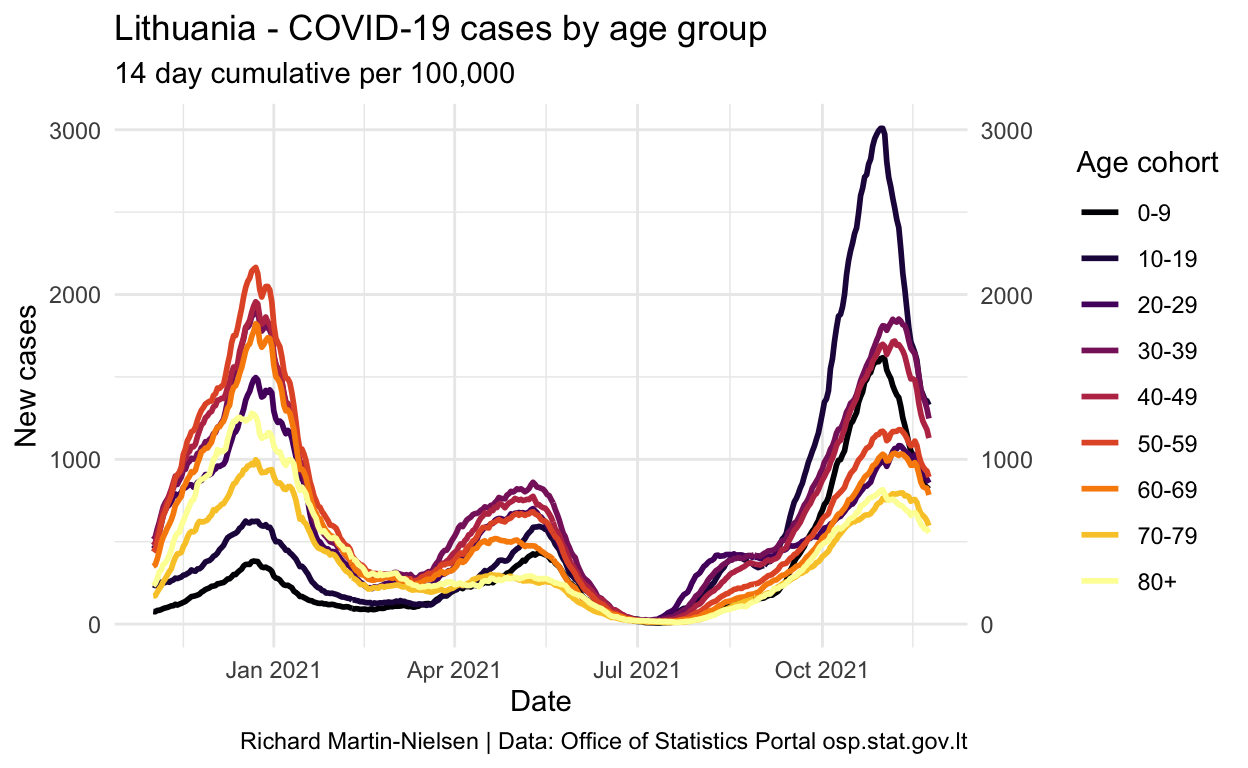 Lithuania - COVID-19 cases by age group
14 day cumulative per 100,000
New cases
3000
2000
1000
0
3000
2000
1000
0
Jan 2021 Apr 2021 Jul 2021 Oct 2021
Date
Age cohort
0-9
10-19
20-29
30-39
40-49
50-59
60-69
70-79
80+
Richard Martin-Nielsen | Data: Office of Statistics Portal osp.stat.gov.lt